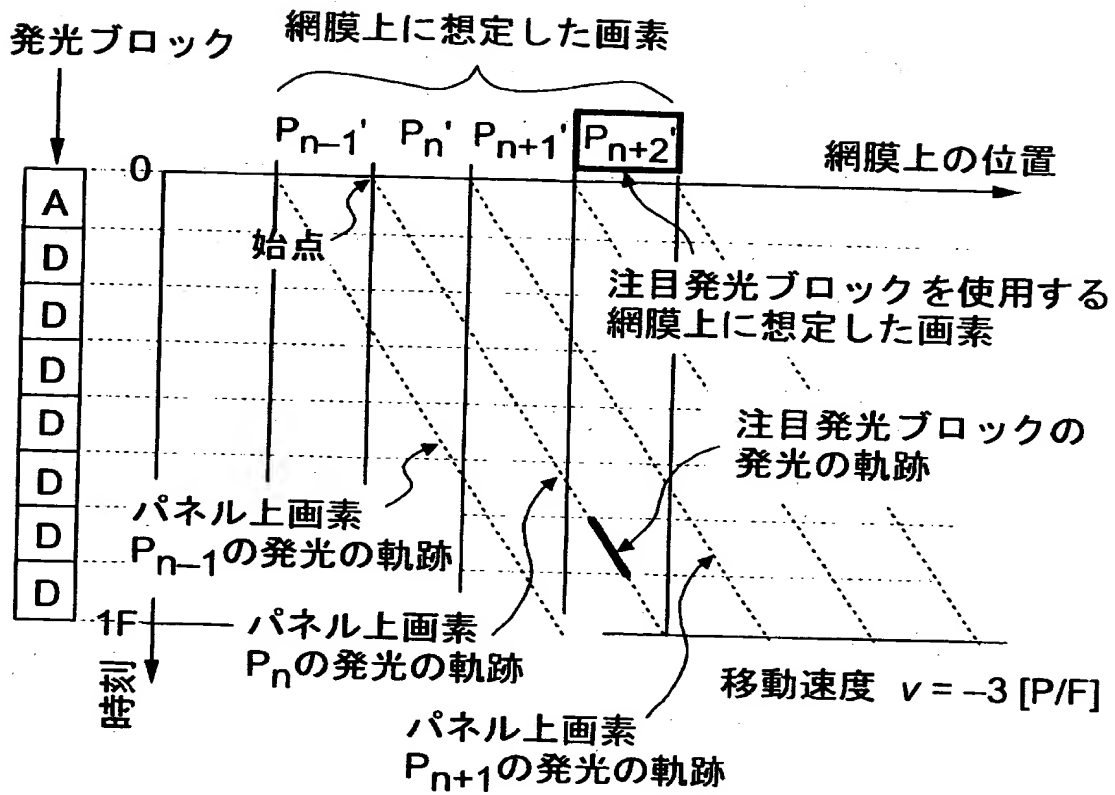 発光ブロック
網膜上に想定した画素
Pn−1' Pn' Pn+1' Pn+2'
0
網膜上の位置
A
D
D
D
D
D
D
D
始点
注目発光ブロックを使用する
網膜上に想定した画素
注目発光ブロックの
発光の軌跡
パネル上画素
Pn−1の発光の軌跡
1F
時刻
パネル上画素
Pnの発光の軌跡
移動速度 v = −3 [P/F]
パネル上画素
Pn+1の発光の軌跡